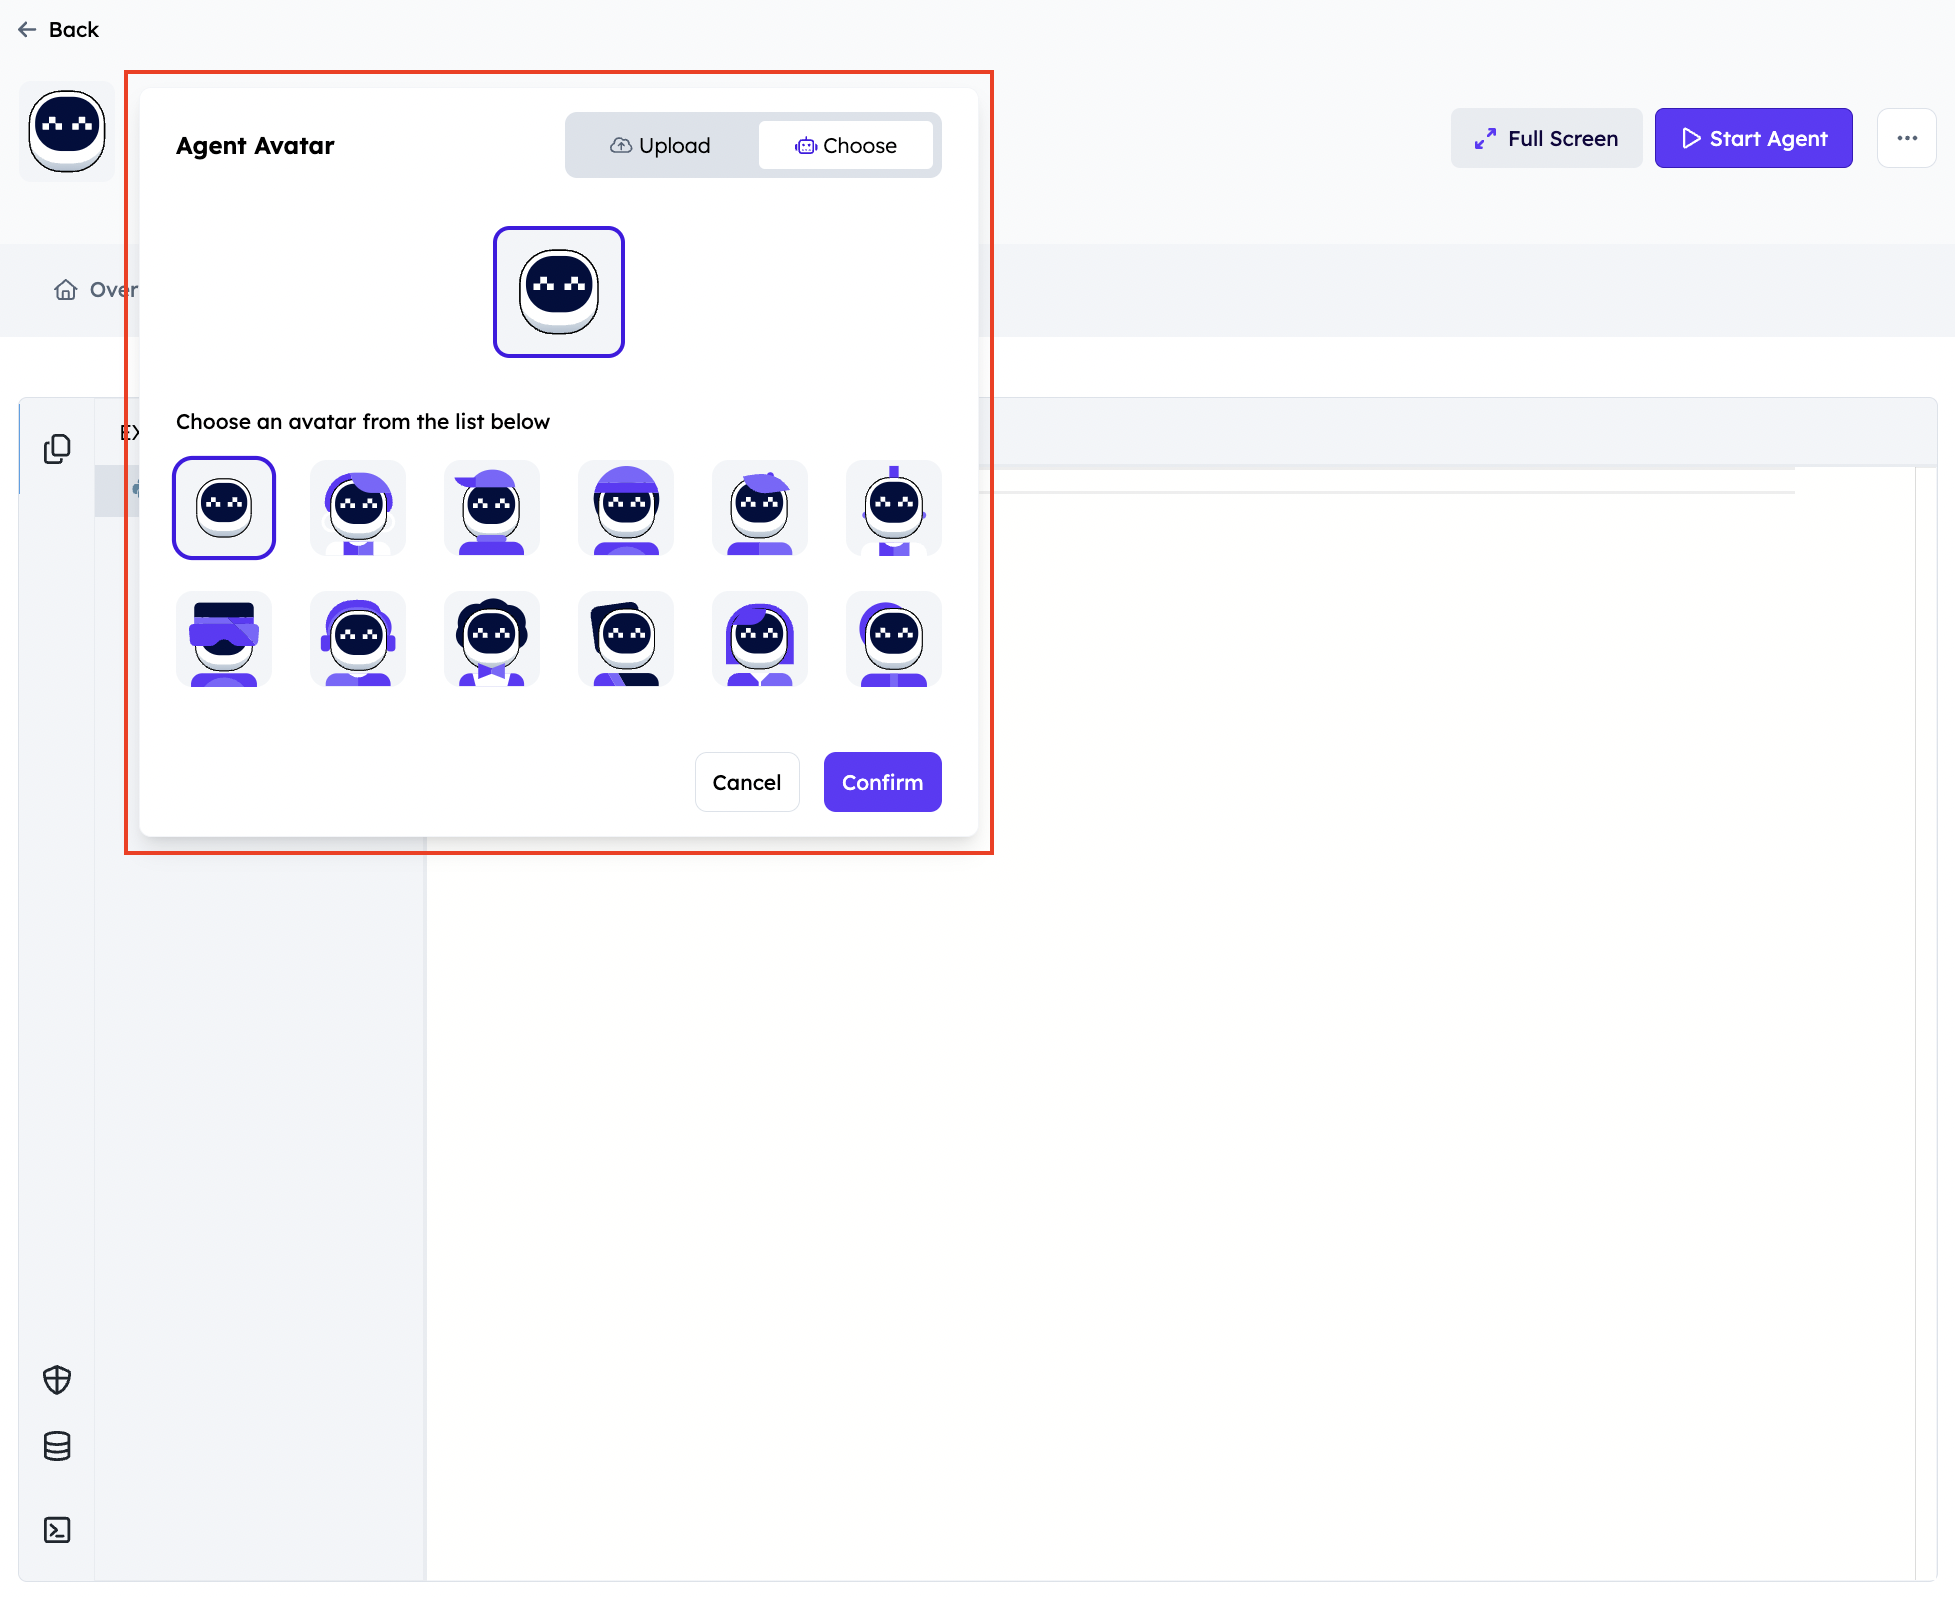 Back
Agent Avatar
Upload
Choose
Full Screen
Start Agent
Over
Choose an avatar from the list below
EX
Cancel
Confirm